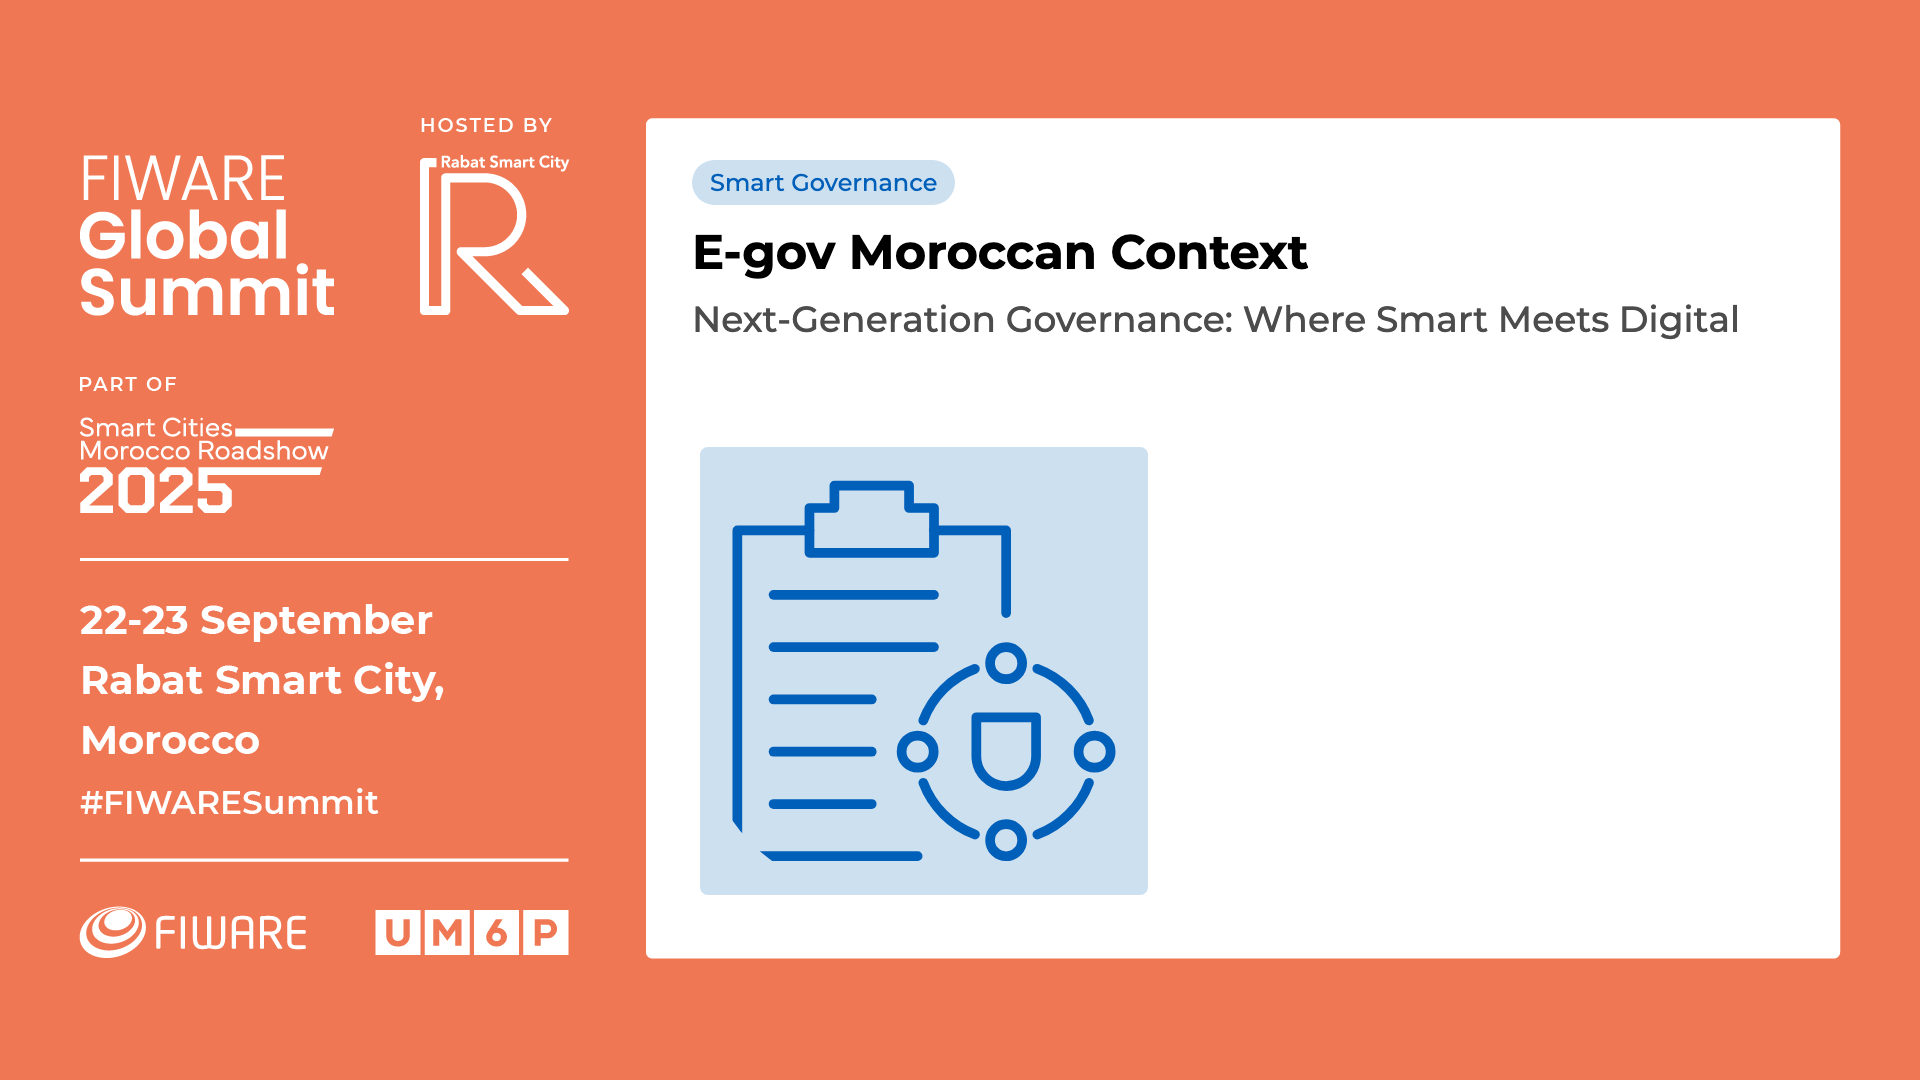 FIWARE
Global
Summit
HOSTED BY
Rabat Smart City
R
PART OF
Smart Cities
Morocco Roadshow
2025
22-23 September
Rabat Smart City,
Morocco
#FIWARESummit
FIWARE
UM6P
Smart Governance
E-gov Moroccan Context
Next-Generation Governance: Where Smart Meets Digital